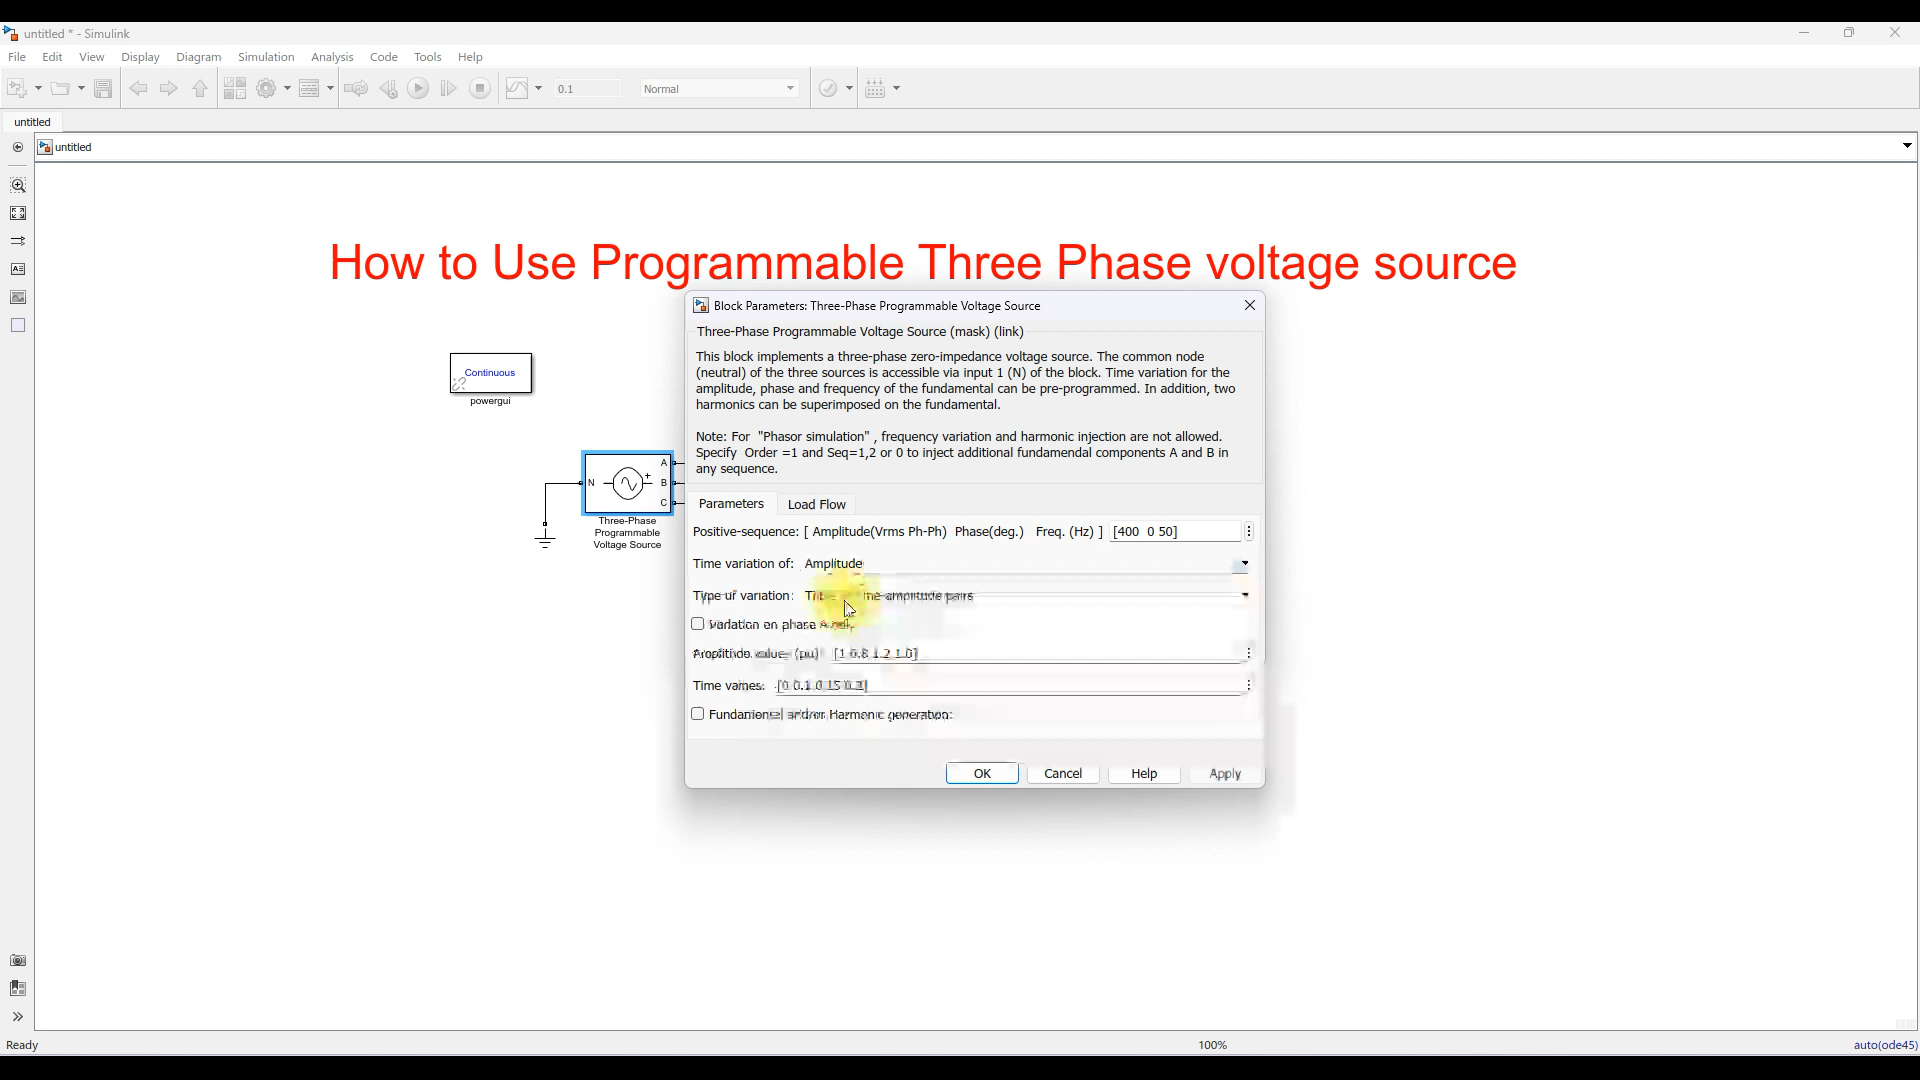 untitled * - Simulink
File Edit View Display Diagram Simulation Analysis Code Tools Help
0.1 Normal
untitled
untitled
How to Use Programmable Three Phase voltage source
Block Parameters: Three-Phase Programmable Voltage Source
Three-Phase Programmable Voltage Source (mask) (link)
This block implements a three-phase zero-impedance voltage source. The common node
(neutral) of the three sources is accessible via input 1 (N) of the block. Time variation for the
amplitude, phase and frequency of the fundamental can be pre-programmed. In addition, two
harmonics can be superimposed on the fundamental.
Note: For "Phasor simulation" , frequency variation and harmonic injection are not allowed.
Specify Order =1 and Seq=1,2 or 0 to inject additional fundamendal components A and B in
any sequence.
Continuous
powergui
N
A
B
C
Three-Phase
Programmable
Voltage Source
Parameters Load Flow
Positive-sequence: [ Amplitude(Vrms Ph-Ph) Phase(deg.) Freq. (Hz) ] [400 0 50]
Time variation of: Amplitude
variation: pairs
phase
Time
OK Cancel Help Apply
Ready 100% auto(ode45)